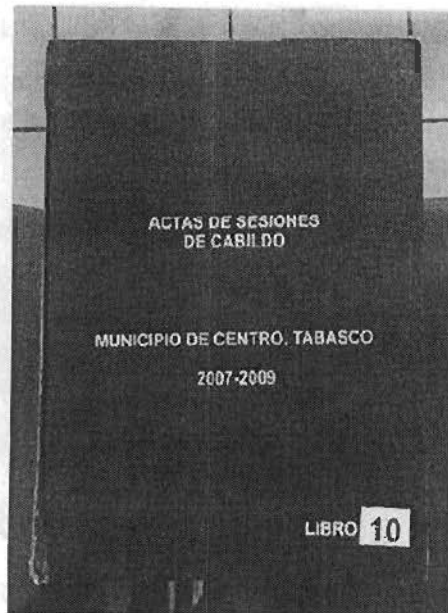 ACTAS DE SESIONES
DE CABILDO
MUNICIPIO DE CENTRO, TABASCO
2007-2009
LIBRO 10